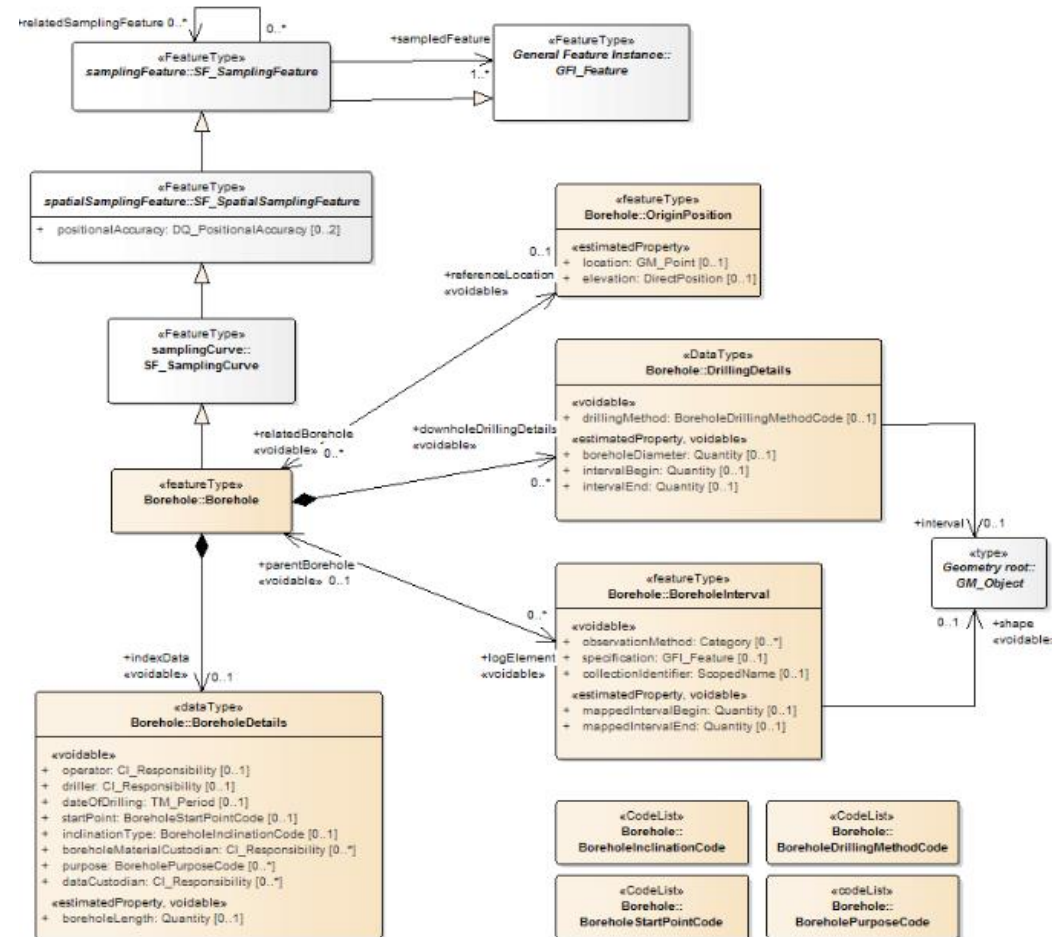 +relatedSamplingFeature 0..*
0..*
«FeatureType»
samplingFeature::SF_SamplingFeature
+sampledFeature
1..*
«FeatureType»
General Feature Instance::
GFI_Feature
«FeatureType»
spatialSamplingFeature::SF_SpatialSamplingFeature
+ positionalAccuracy: DQ_PositionalAccuracy [0..2]
«featureType»
Borehole::OriginPosition
«estimatedProperty»
+ location: GM_Point [0..1]
+ elevation: DirectPosition [0..1]
0..1
+referenceLocation
«voidable»
«FeatureType»
samplingCurve::
SF_SamplingCurve
«DataType»
Borehole::DrillingDetails
«voidable»
+ drillingMethod: BoreholeDrillingMethodCode [0..1]
«estimatedProperty, voidable»
+ boreholeDiameter: Quantity [0..1]
+ intervalBegin: Quantity [0..1]
+ intervalEnd: Quantity [0..1]
+relatedBorehole
«voidable» 0..*
+downholeDrillingDetails
«voidable»
0..*
«featureType»
Borehole::Borehole
+interval
0..1
«type»
Geometry root::
GM_Object
+parentBorehole
«voidable» 0..1
0..*
+logElement
«voidable»
«featureType»
Borehole::BoreholeInterval
«voidable»
+ observationMethod: Category [0..*]
+ specification: GFI_Feature [0..1]
+ collectionIdentifier: ScopedName [0..1]
«estimatedProperty, voidable»
+ mappedIntervalBegin: Quantity [0..1]
+ mappedIntervalEnd: Quantity [0..1]
0..1
+shape
«voidable»
+indexData
«voidable»
0..1
«dataType»
Borehole::BoreholeDetails
«voidable»
+ operator: CI_Responsibility [0..1]
+ driller: CI_Responsibility [0..1]
+ dateOfDrilling: TM_Period [0..1]
+ startPoint: BoreholeStartPointCode [0..1]
+ inclinationType: BoreholeInclinationCode [0..1]
+ boreholeMaterialCustodian: CI_Responsibility [0..*]
+ purpose: BoreholePurposeCode [0..*]
+ dataCustodian: CI_Responsibility [0..*]
«estimatedProperty, voidable»
+ boreholeLength: Quantity [0..1]
«CodeList»
Borehole::
BoreholeInclinationCode
«CodeList»
Borehole::
BoreholeDrillingMethodCode
«CodeList»
Borehole::
BoreholeStartPointCode
«codeList»
Borehole::
BoreholePurposeCode